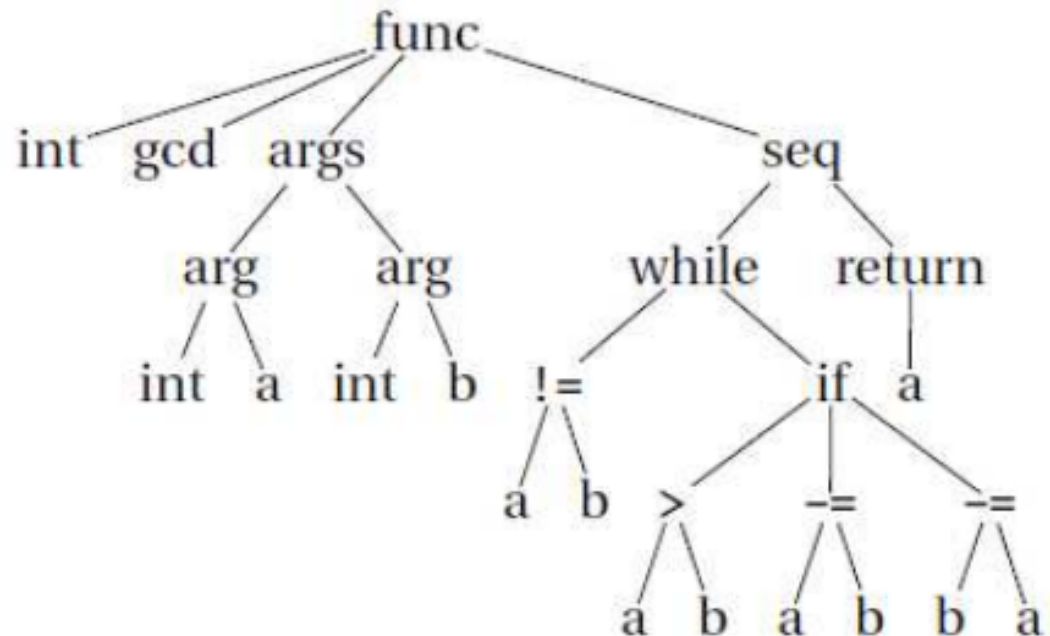 func
int gcd args seq
arg arg while return
int a int b != if a
a b > -= -=
a b a b b a